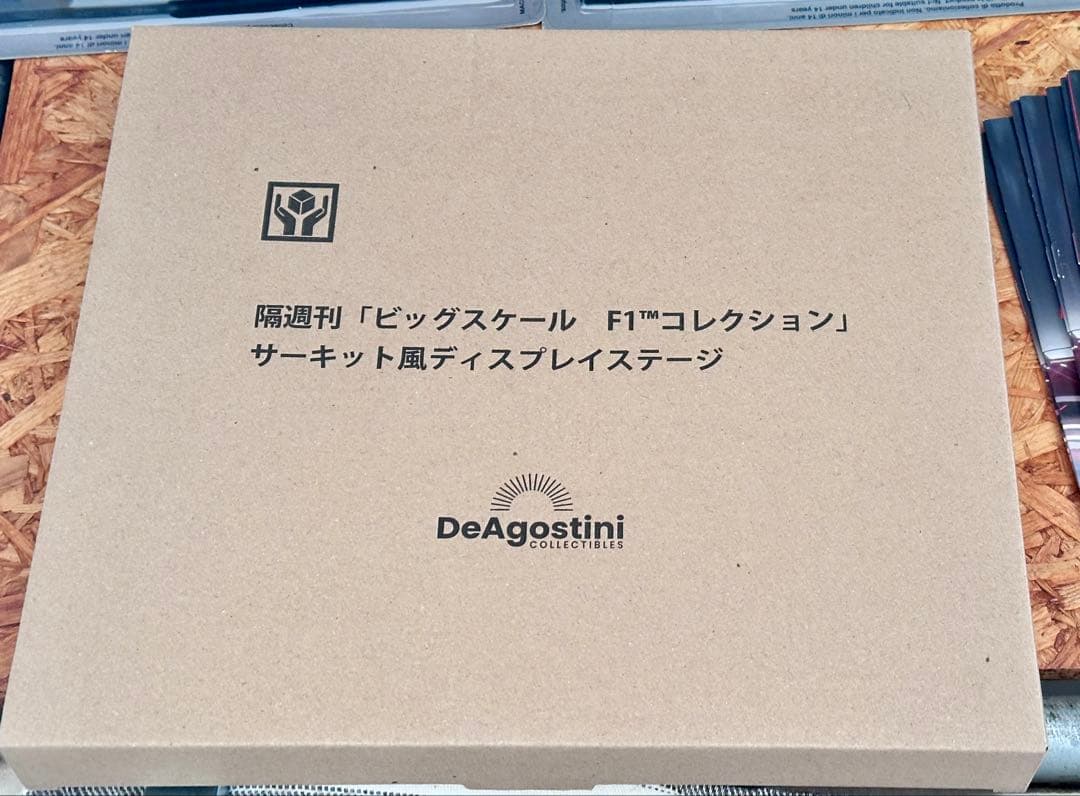 隔週刊「ビッグスケール　F1™コレクション」
サーキット風ディスプレイステージ
DeAgostini
COLLECTIBLES